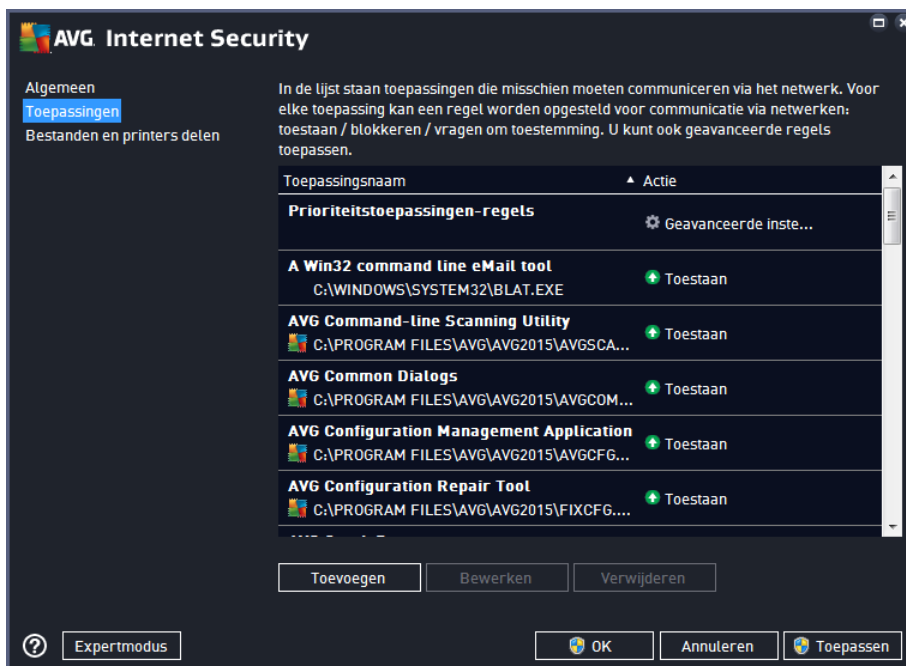 AVG Internet Security
Algemeen
Toepassingen
Bestanden en printers delen
In de lijst staan toepassingen die misschien moeten communiceren via het netwerk. Voor
elke toepassing kan een regel worden opgesteld voor communicatie via netwerken:
toestaan / blokkeren / vragen om toestemming. U kunt ook geavanceerde regels
toepassen.
Toepassingsnaam Actie
Prioriteitstoepassingen-regels
Geavanceerde inste...
A Win32 command line eMail tool
C:\WINDOWS\SYSTEM32\BLAT.EXE
Toestaan
AVG Command-line Scanning Utility
C:\PROGRAM FILES\AVG\AVG2015\AVGSCA...
Toestaan
AVG Common Dialogs
C:\PROGRAM FILES\AVG\AVG2015\AVGCOM...
Toestaan
AVG Configuration Management Application
C:\PROGRAM FILES\AVG\AVG2015\AVGCFG...
Toestaan
AVG Configuration Repair Tool
C:\PROGRAM FILES\AVG\AVG2015\FIXCFG....
Toestaan
Toevoegen Bewerken Verwijderen
? Expertmodus OK Annuleren Toepassen